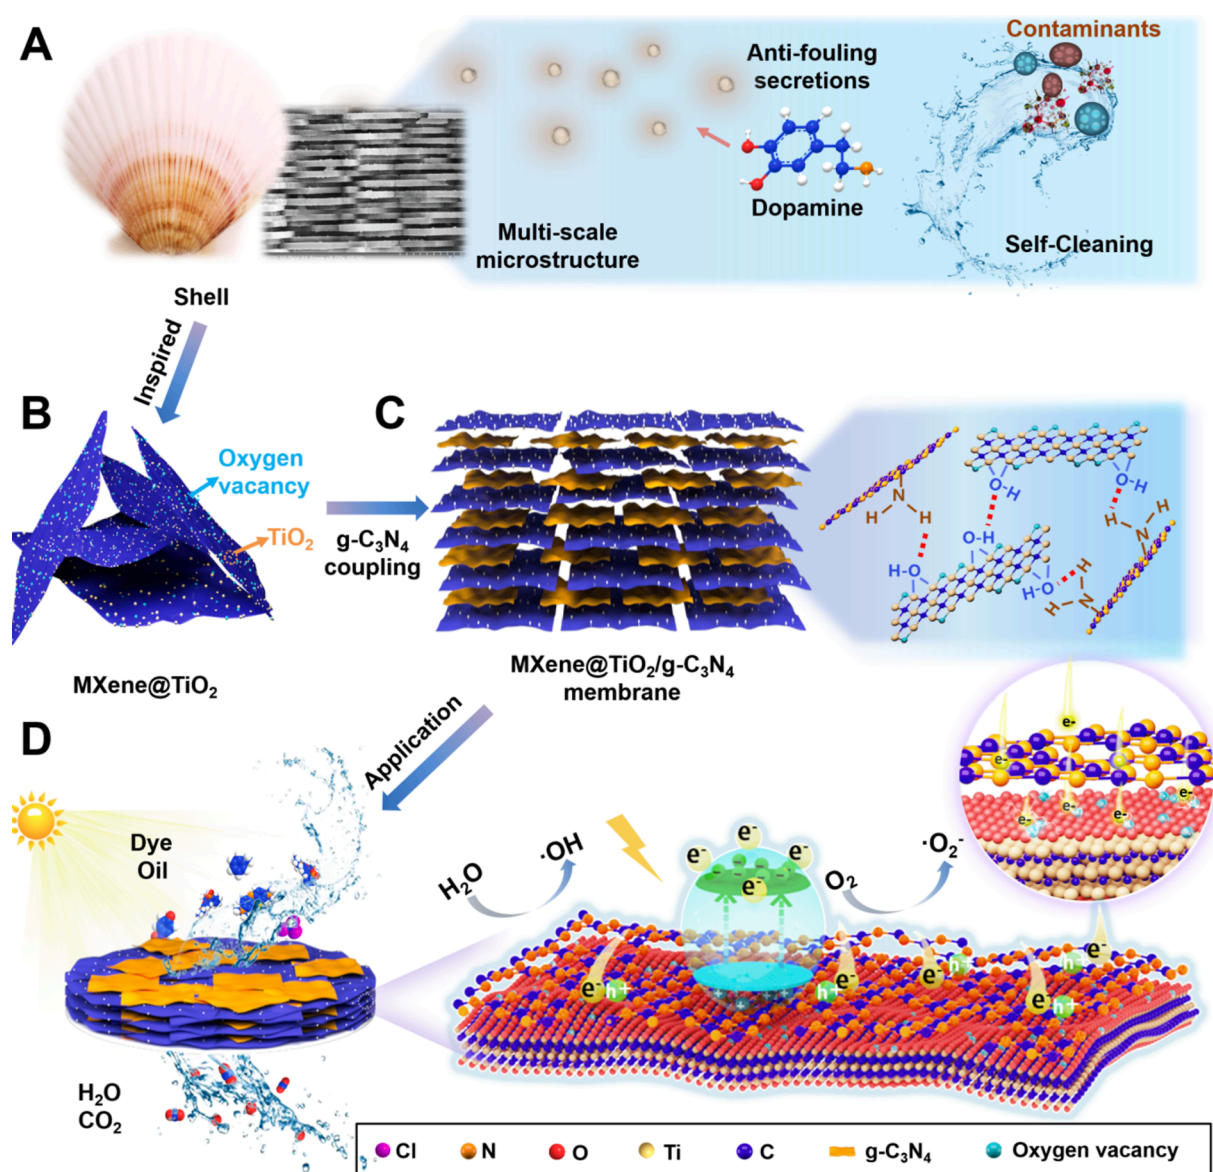 A
Contaminants
Anti-fouling
secretions
Dopamine
Multi-scale
microstructure
Self-Cleaning
Shell
Inspired
B
Oxygen
vacancy
TiO₂
g-C₃N₄
coupling
MXene@TiO₂
C
MXene@TiO₂/g-C₃N₄
membrane
O-H
O-H
N
H
H
H
N
H
O-H
H-O
H-O
H
N
H
Application
D
Dye
Oil
H₂O
CO₂
H₂O
·OH
e⁻
e⁻
e⁻
e⁻
O₂
·O₂⁻
e-
e-
e-
e-
e-
e-
e⁻
h⁺
h⁺
e⁻
e⁻
h⁺
e⁻
h⁺
h⁺
e⁻
Cl
N
O
Ti
C
g-C₃N₄
Oxygen vacancy